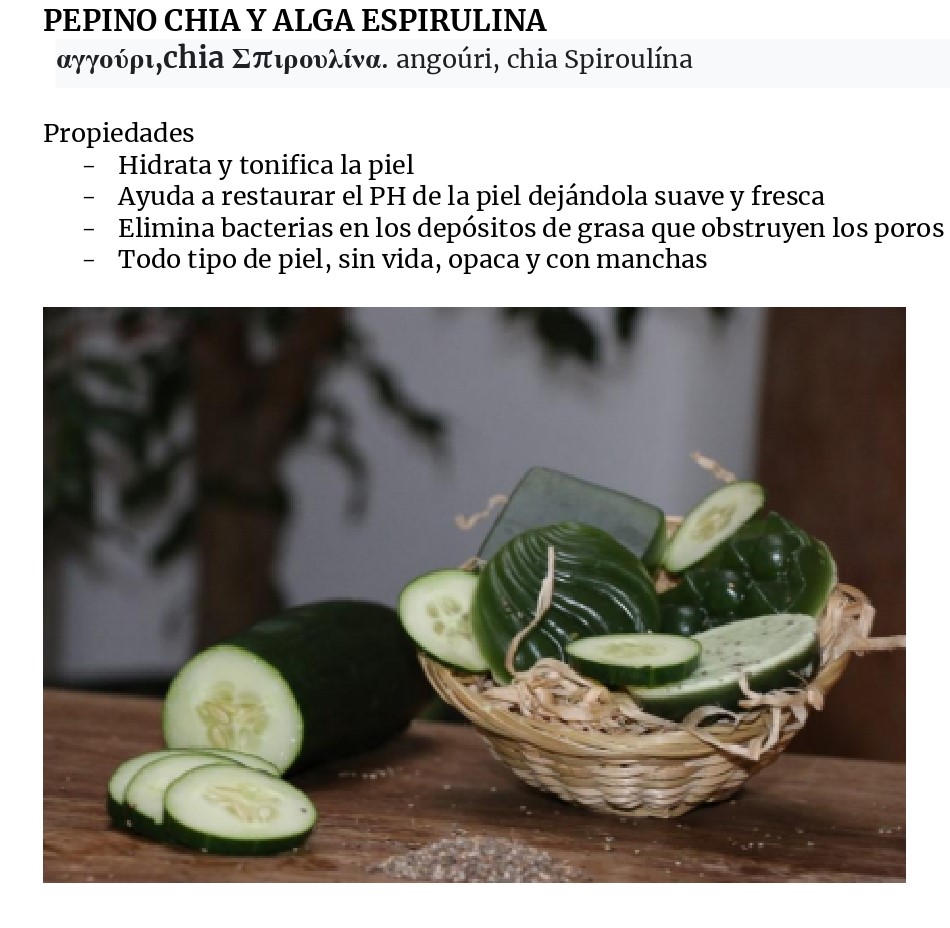 PEPINO CHIA Y ALGA ESPIRULINA
αγγούρι,chia Σπιρουλίνα. angoúri, chia Spiroulína
Propiedades
- Hidrata y tonifica la piel
- Ayuda a restaurar el PH de la piel dejándola suave y fresca
- Elimina bacterias en los depósitos de grasa que obstruyen los poros
- Todo tipo de piel, sin vida, opaca y con manchas